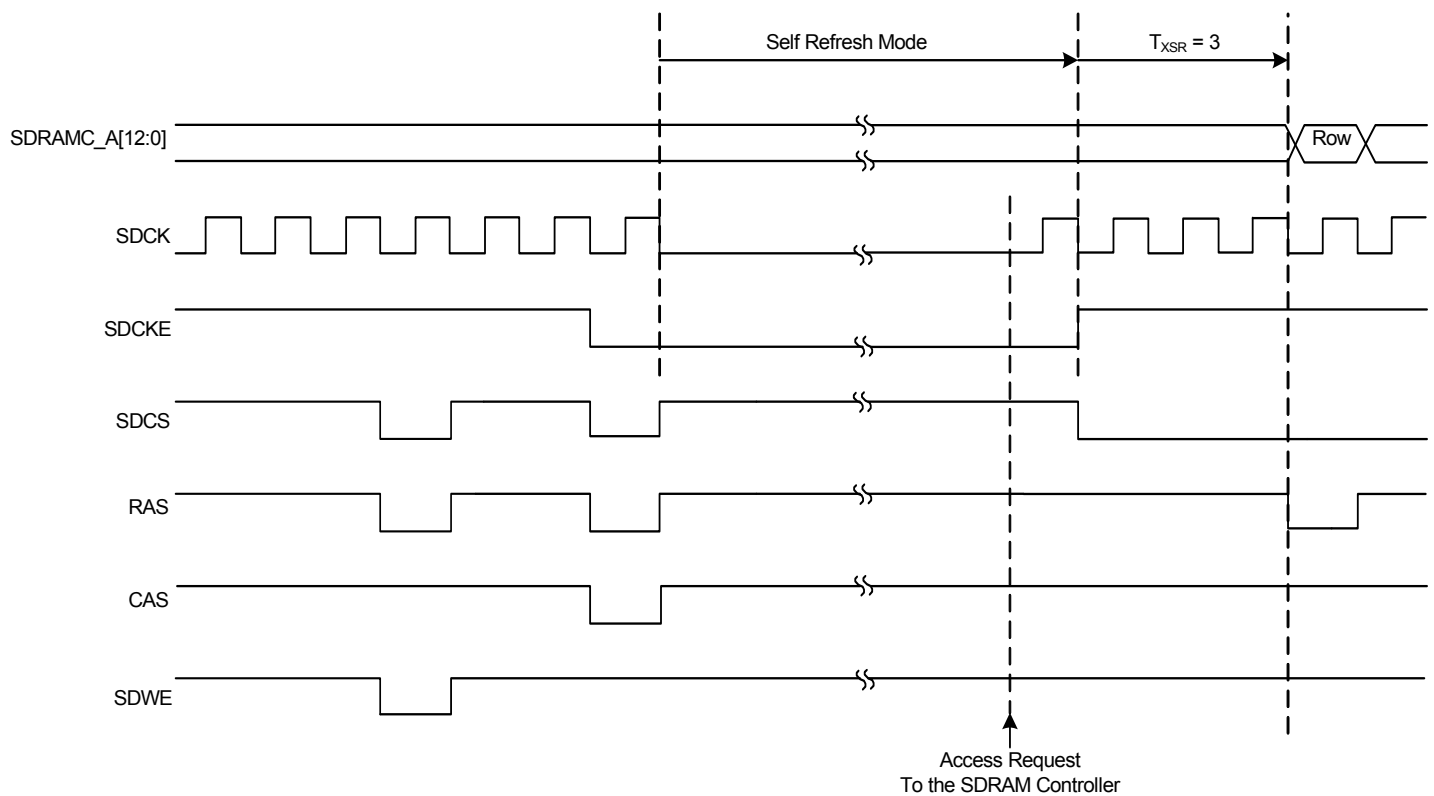 Self Refresh Mode
TXSR = 3
SDRAMC_A[12:0]
Row
SDCK
SDCKE
SDCS
RAS
CAS
SDWE
Access Request
To the SDRAM Controller